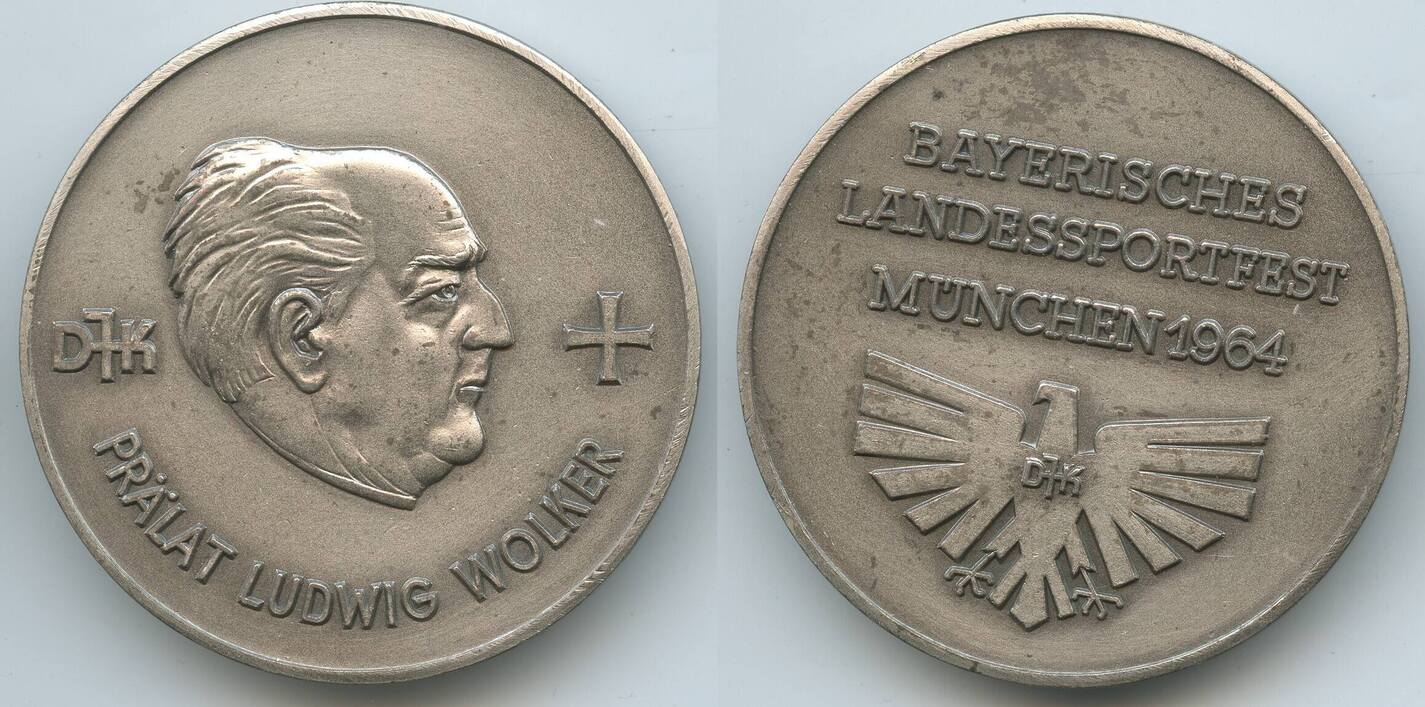 DJK
PRÄLAT LUDWIG WOLKER
BAYERISCHES
LANDESSPORTFEST
MÜNCHEN 1964
DJK